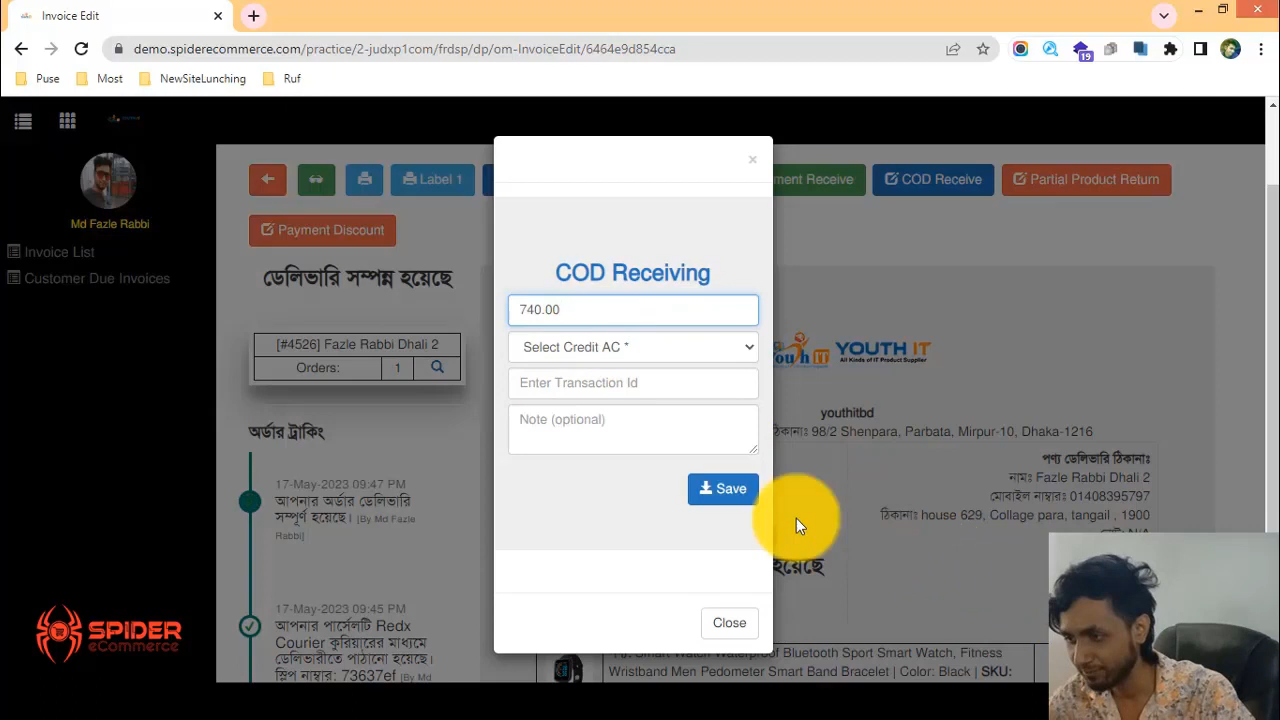 Invoice Edit
demo.spiderecommerce.com/practice/2-judxp1com/frdsp/dp/om-InvoiceEdit/6464e9d854cca
19
Puse
Most
NewSiteLunching
Ruf
Md Fazle Rabbi
Invoice List
Customer Due Invoices
Label 1
ment Receive
COD Receive
Partial Product Return
Payment Discount
ডেলিভারি সম্পন্ন হয়েছে
[#4526] Fazle Rabbi Dhali 2
Orders: 1
অর্ডার ট্রাকিং
17-May-2023 09:47 PM
আপনার অর্ডার ডেলিভারি
সম্পূর্ণ হয়েছে। [By Md Fazle
Rabbi]
17-May-2023 09:45 PM
আপনার পার্সেলটি Redx
Courier কুরিয়ারের মাধ্যমে
ডেলিভারীতে পাঠানো হয়েছে।
স্লিপ নাম্বার: 73637ef [By Md
×
COD Receiving
740.00
Select Credit AC *
Enter Transaction Id
Note (optional)
Save
Close
YOUTH IT
All Kinds of IT Product Supplier
youthitbd
ঠিকানাঃ 98/2 Shenpara, Parbata, Mirpur-10, Dhaka-1216
পণ্য ডেলিভারি ঠিকানাঃ
নামঃ Fazle Rabbi Dhali 2
মোবাইল নাম্বারঃ 01408395797
ঠিকানাঃ house 629, Collage para, tangail , 1900
হয়েছে
Smart Watch Waterproof Bluetooth Sport Smart Watch, Fitness
Wristband Men Pedometer Smart Band Bracelet | Color: Black | SKU:
SPIDER
eCommerce